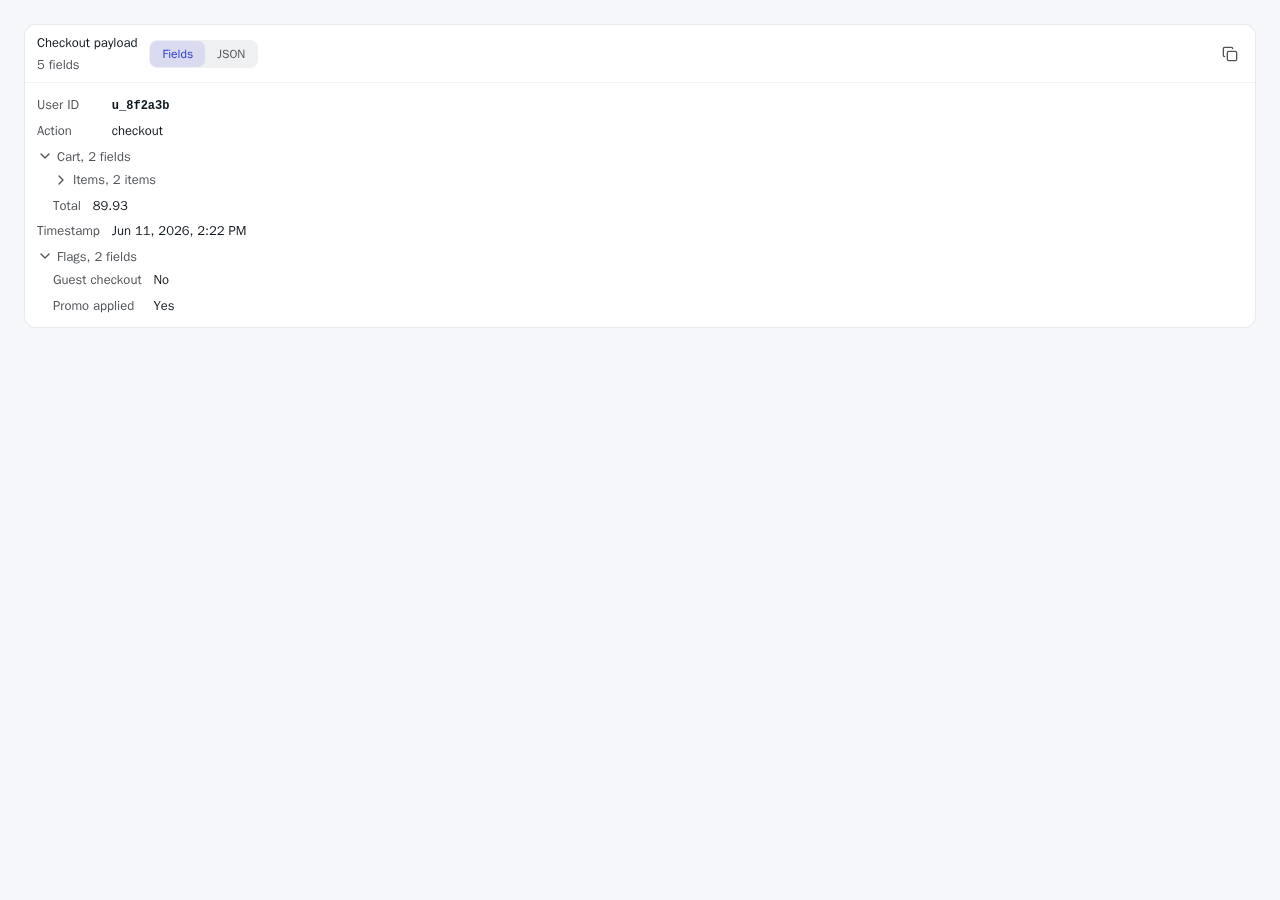 Checkout payload
5 fields
Fields JSON
User ID u_8f2a3b
Action checkout
Cart, 2 fields
Items, 2 items
Total 89.93
Timestamp Jun 11, 2026, 2:22 PM
Flags, 2 fields
Guest checkout No
Promo applied Yes